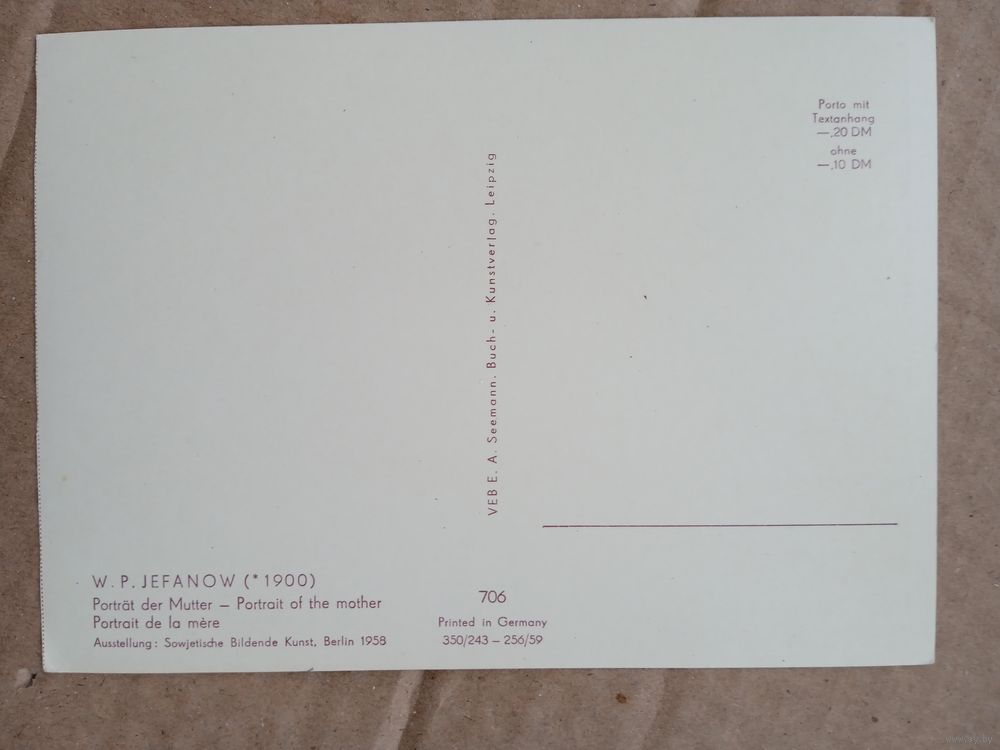 Porto mit
Textanhang
—,20 DM
ohne
—,10 DM
VEB E. A. Seemann. Buch- u. Kunstverlag. Leipzig
W. P. JEFANOW (*1900)
Porträt der Mutter – Portrait of the mother
Portrait de la mère
Ausstellung: Sowjetische Bildende Kunst, Berlin 1958
706
Printed in Germany
350/243 – 256/59